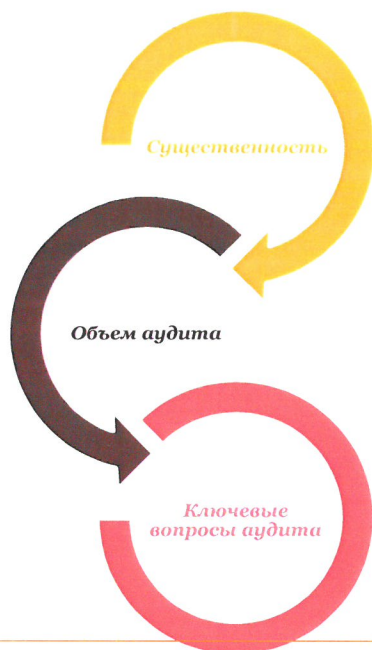 Существенность
Объем аудита
Ключевые
вопросы аудита